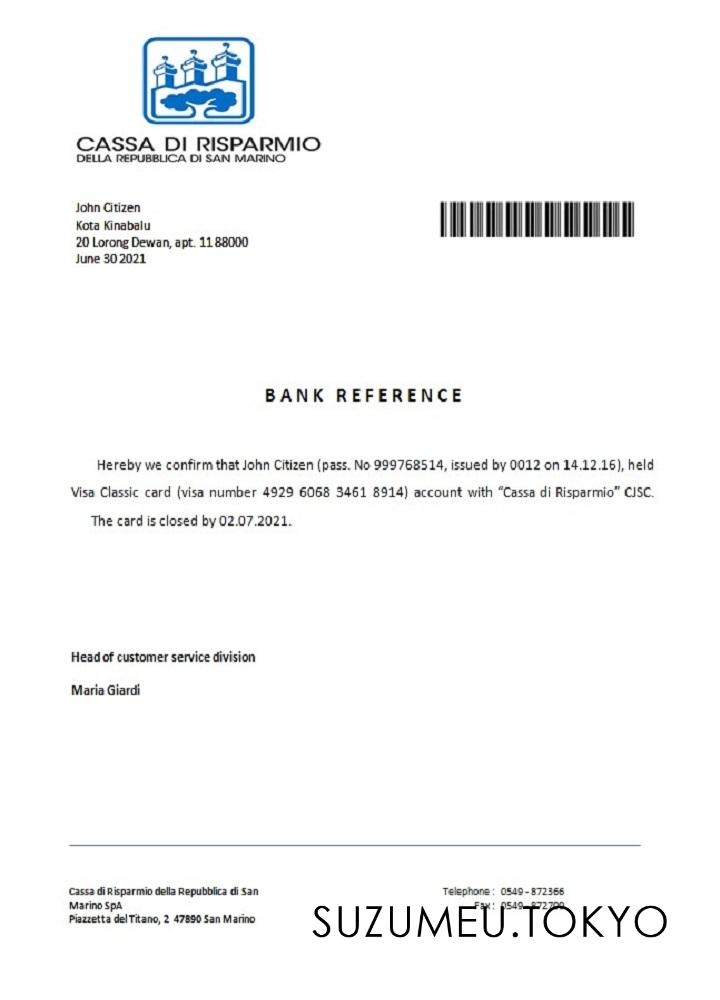 CASSA DI RISPARMIO
DELLA REPUBBLICA DI SAN MARINO
John Citizen
Kota Kinabalu
20 Lorong Dewan, apt. 11 88000
June 30 2021
BANK REFERENCE
Hereby we confirm that John Citizen (pass. No 999768514, issued by 0012 on 14.12.16), held
Visa Classic card (visa number 4929 6068 3461 8914) account with “Cassa di Risparmio” CJSC.
The card is closed by 02.07.2021.
Head of customer service division
Maria Giardi
Cassa di Risparmio della Repubblica di San
Marino SpA
Piazzetta del Titano, 2 47890 San Marino
Telephone : 0549 - 872366
Fax : 0549
SUZUMEU.TOKYO